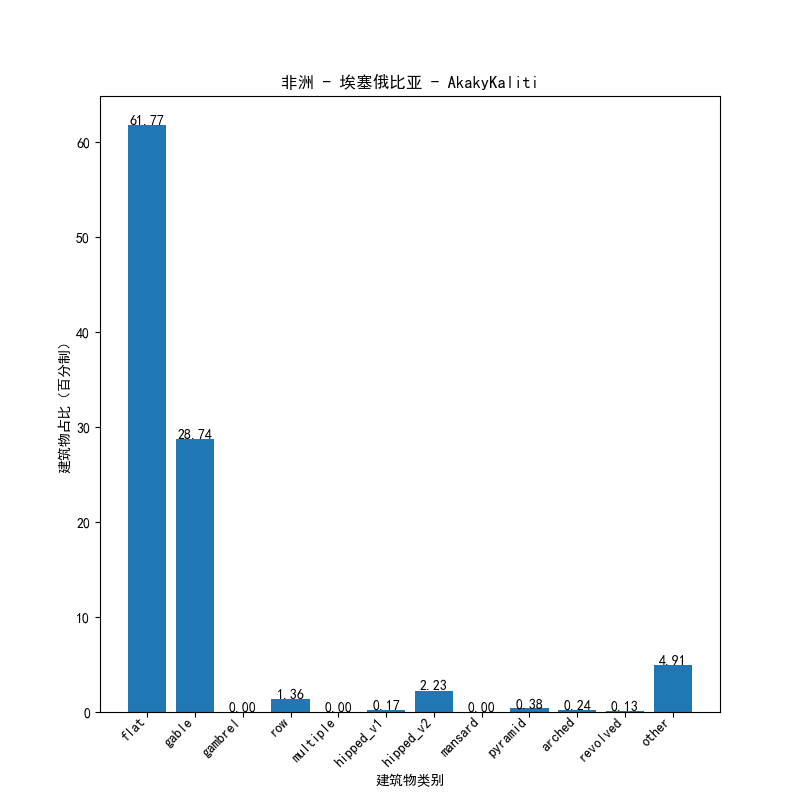 非洲 - 埃塞俄比亚 - AkakyKaliti
建筑物占比（百分制）
60
50
40
30
20
10
0
61.77
28.74
0.00
1.36
0.00
0.17
2.23
0.00
0.38
0.24
0.13
4.91
flat
gable
gambrel
row
multiple
hipped_v1
hipped_v2
mansard
pyramid
arched
revolved
other
建筑物类别